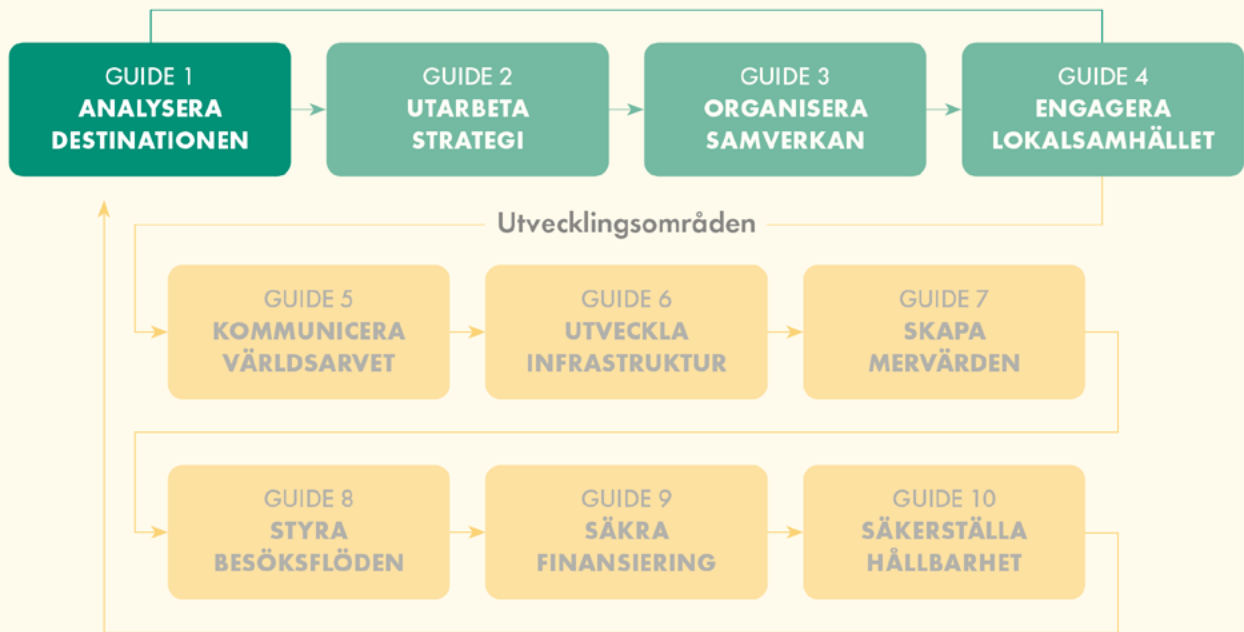 GUIDE 1
ANALYSERA
DESTINATIONEN
GUIDE 2
UTARBETA
STRATEGI
GUIDE 3
ORGANISERA
SAMVERKAN
GUIDE 4
ENGAGERA
LOKALSAMHÄLLET
Utvecklingsområden
GUIDE 5
KOMMUNICERA
VÄRLDSARVET
GUIDE 6
UTVECKLA
INFRASTRUKTUR
GUIDE 7
SKAPA
MERVÄRDEN
GUIDE 8
STYRA
BESÖKSFLÖDEN
GUIDE 9
SÄKRA
FINANSIERING
GUIDE 10
SÄKERSTÄLLA
HÅLLBARHET